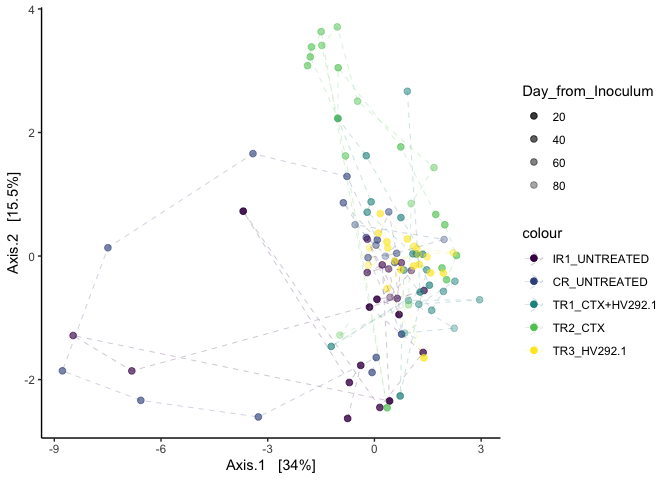 4
2
0
-2
-9
-6
-3
0
3
Axis.1 [34%]
Axis.2 [15.5%]
Day_from_Inoculum
20
40
60
80
colour
IR1_UNTREATED
CR_UNTREATED
TR1_CTX+HV292.1
TR2_CTX
TR3_HV292.1